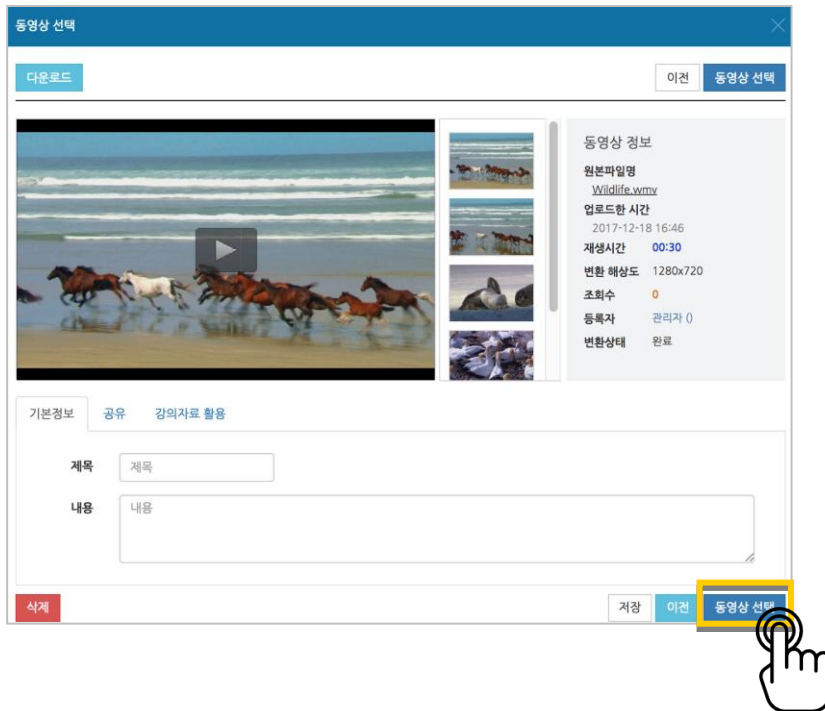 동영상 선택
다운로드
이전
동영상 선택
동영상 정보
원본파일명
Wildlife.wmv
업로드한 시간
2017-12-18 16:46
재생시간 00:30
변환 해상도 1280x720
조회수 0
등록자 관리자 ()
변환상태 완료
기본정보 공유 강의자료 활용
제목 제목
내용 내용
삭제
저장
이전
동영상 선택